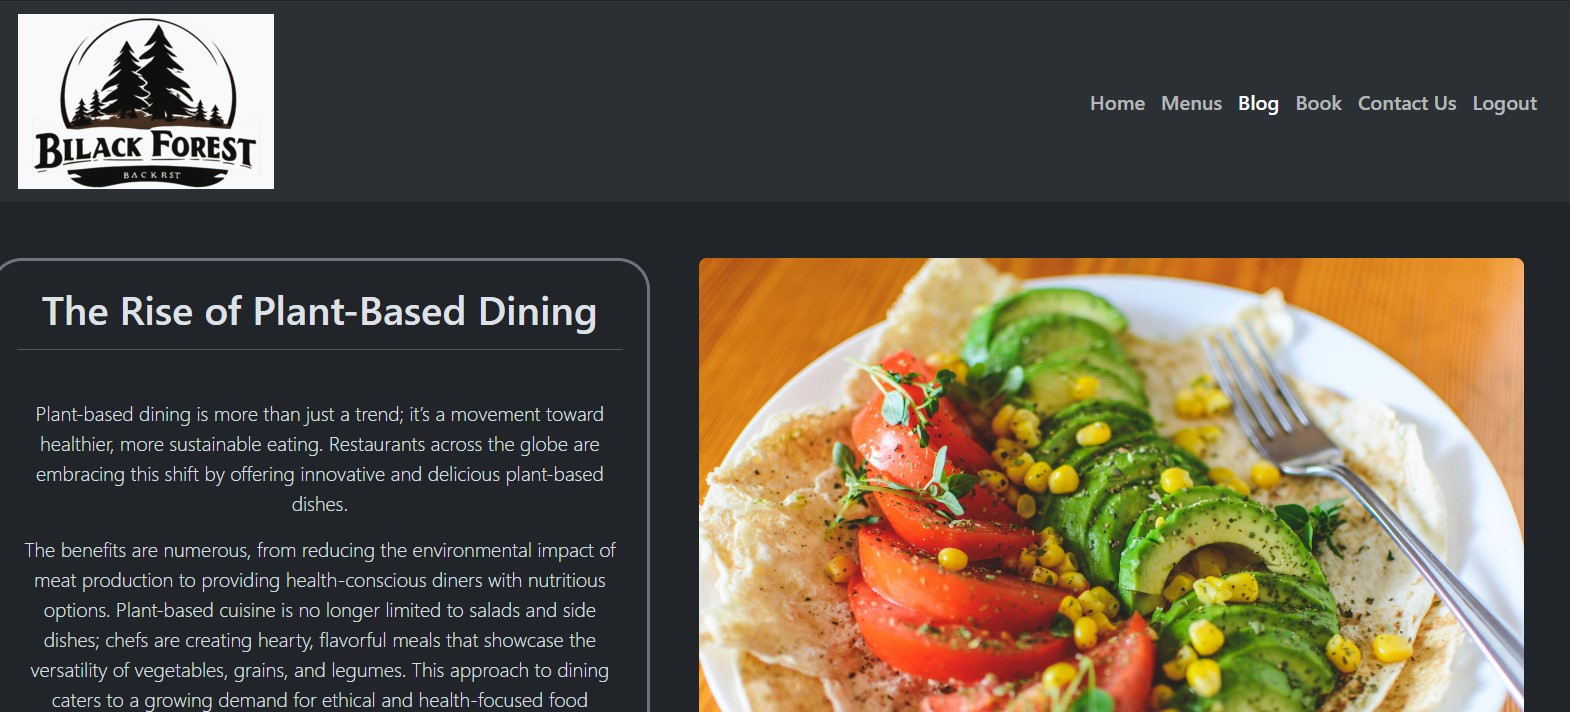 BILACK FOREST
BACKRST
Home Menus Blog Book Contact Us Logout
The Rise of Plant-Based Dining
Plant-based dining is more than just a trend; it’s a movement toward
healthier, more sustainable eating. Restaurants across the globe are
embracing this shift by offering innovative and delicious plant-based
dishes.
The benefits are numerous, from reducing the environmental impact of
meat production to providing health-conscious diners with nutritious
options. Plant-based cuisine is no longer limited to salads and side
dishes; chefs are creating hearty, flavorful meals that showcase the
versatility of vegetables, grains, and legumes. This approach to dining
caters to a growing demand for ethical and health-focused food